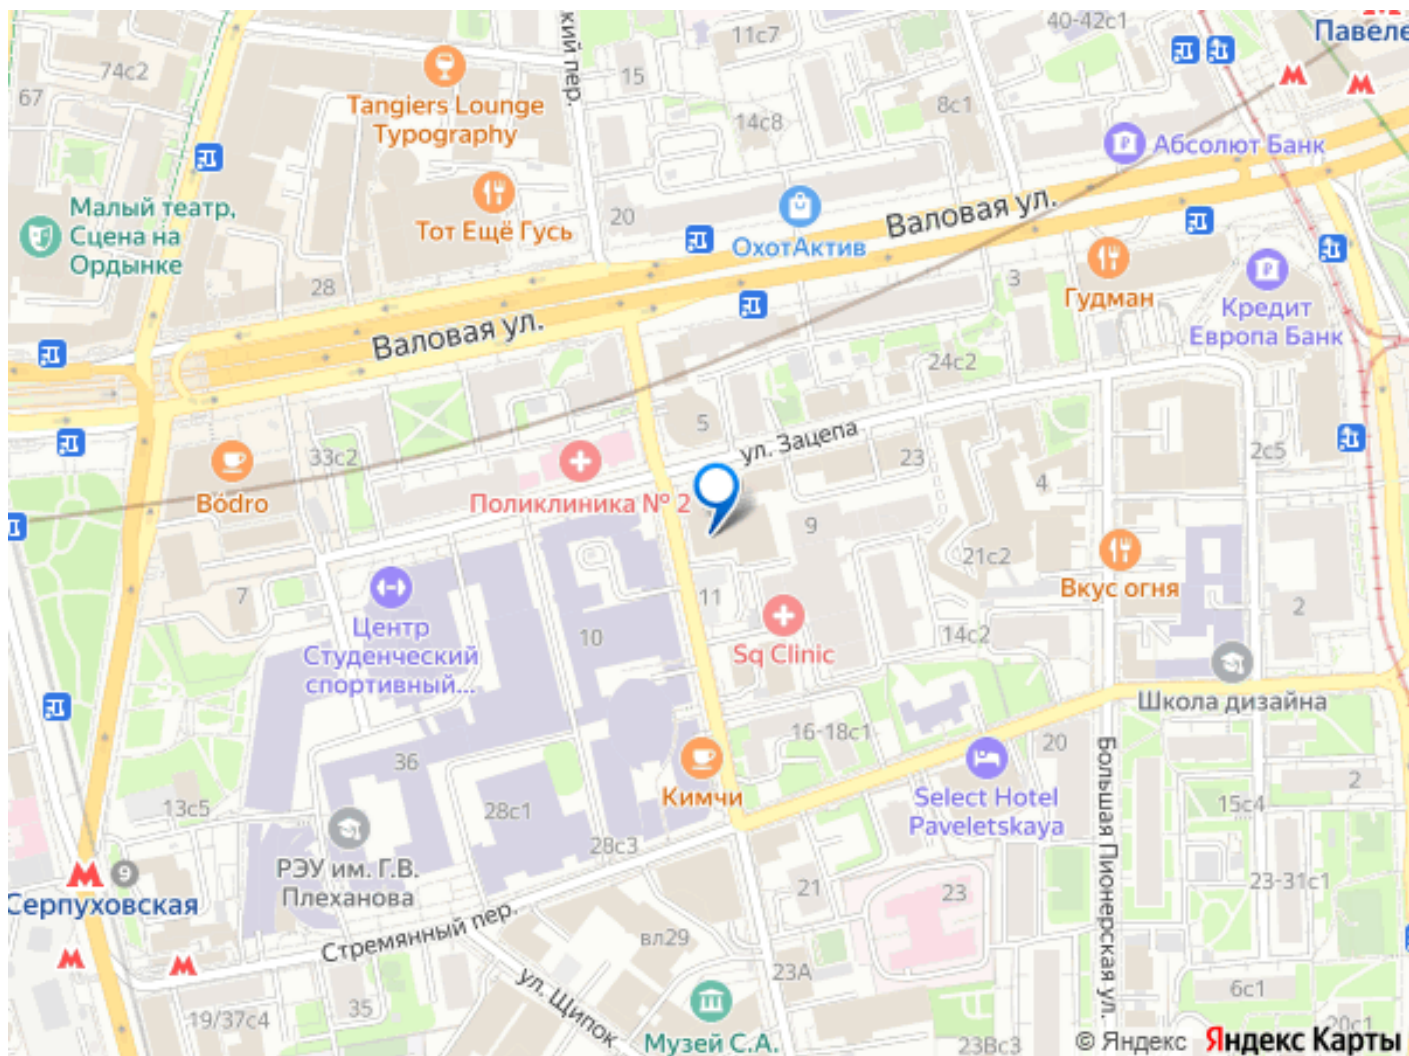 40-42с1
11с7
Павеле
74с2
67
Tangiers Lounge
Typography
кий пер.
15
14с8
8с1
Абсолют Банк
Малый театр,
Сцена на
Ордынке
Тот Ещё Гусь
20
ОхотАктив
Валовая ул.
28
3
Гудман
Кредит
Европа Банк
Валовая ул.
24с2
5
ул. Зацепа
33с2
Bódro
Поликлиника № 2
23
4
2с5
9
21с2
Вкус огня
7
11
2
Центр
Студенческий
спортивный...
10
Sq Clinic
14с2
Школа дизайна
16-18с1
20
36
Кимчи
Select Hotel
Paveletskaya
Большая Пионерская ул.
2
15с4
13с5
28с1
28с3
9
РЭУ им. Г.В.
Плеханова
Серпуховская
21
23
23-31с1
Стремянный пер.
вл29
23А
ул. Щипок
35
19/37с4
6с1
20с1
Музей С.А.
23Вс3
© Яндекс Яндекс Карты